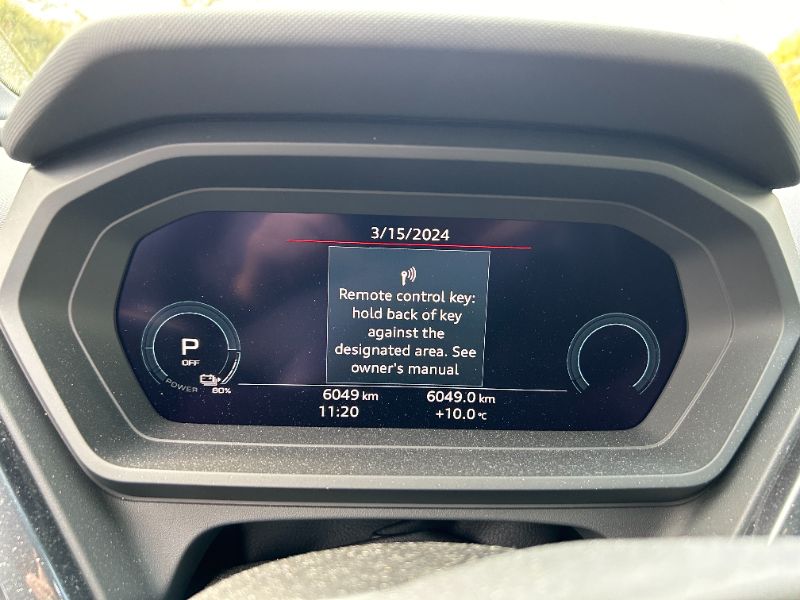 3/15/2024
Remote control key:
hold back of key
against the
designated area. See
owner's manual
P
OFF
POWER
80%
6049 km
6049.0 km
11:20
+10.0 °C